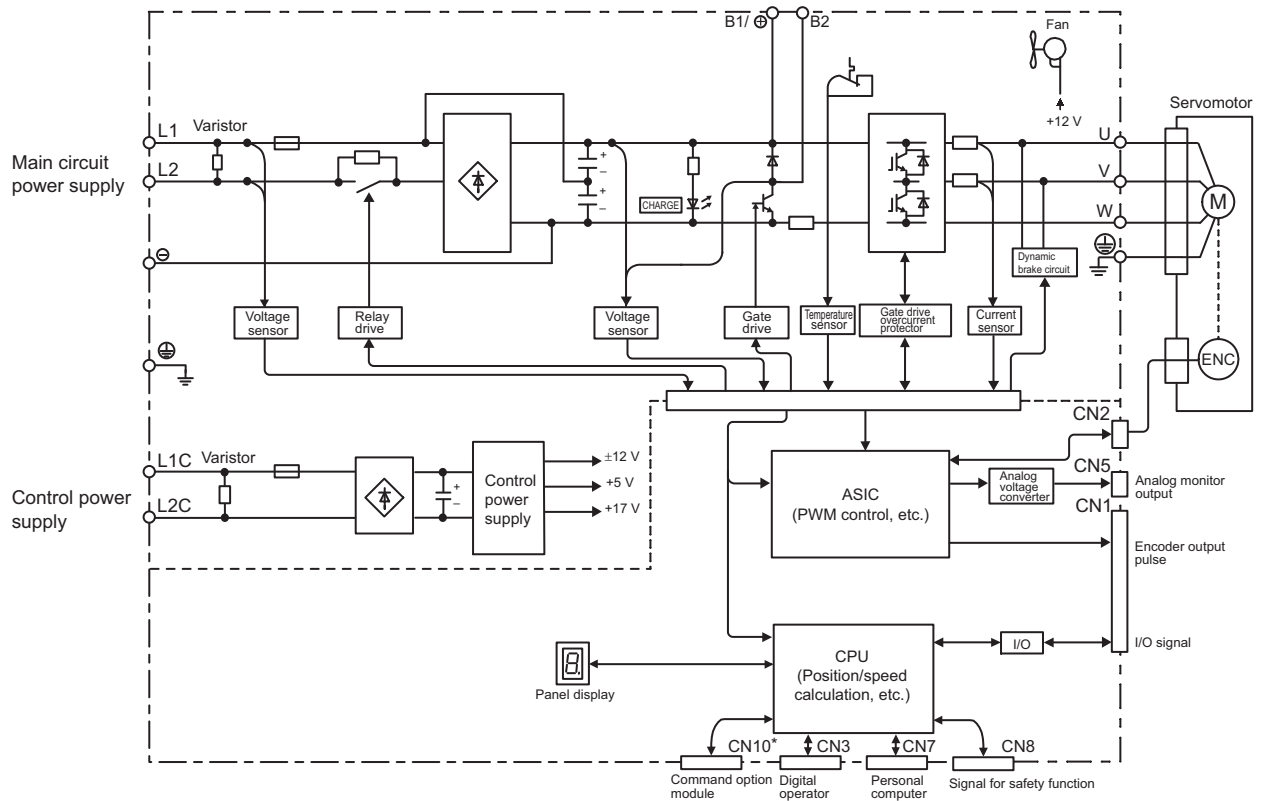 B1/ ⊕
B2
Fan
+12 V
Servomotor
Main circuit
power supply
L1
Varistor
L2
U
V
W
M
+
–
+
–
CHARGE
⊖
Dynamic
brake circuit
Voltage
sensor
Relay
drive
Voltage
sensor
Gate
drive
Temperature
sensor
Gate drive
overcurrent
protector
Current
sensor
ENC
CN2
Control power
supply
L1C
Varistor
L2C
+
–
Control
power
supply
±12 V
+5 V
+17 V
ASIC
(PWM control, etc.)
Analog
voltage
converter
CN5
Analog monitor
output
CN1
Encoder output
pulse
I/O
I/O signal
CPU
(Position/speed
calculation, etc.)
8.
Panel display
CN10*
CN3
CN7
CN8
Command option
module
Digital
operator
Personal
computer
Signal for safety function